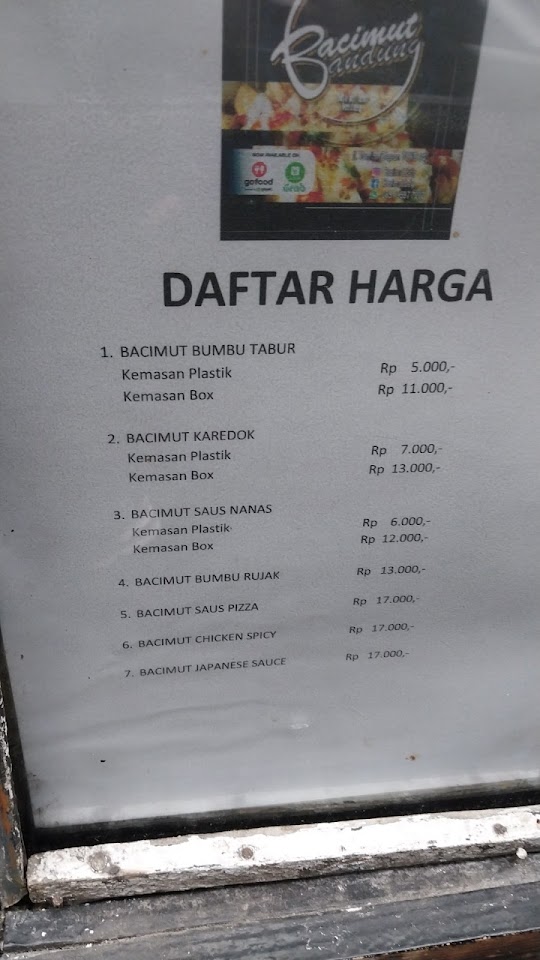 Bacimut
Bandung
NOW AVAILABLE ON
gofood
Grab
DAFTAR HARGA
1. BACIMUT BUMBU TABUR
Kemasan Plastik Rp 5.000,-
Kemasan Box Rp 11.000,-
2. BACIMUT KAREDOK
Kemasan Plastik Rp 7.000,-
Kemasan Box Rp 13.000,-
3. BACIMUT SAUS NANAS
Kemasan Plastik Rp 6.000,-
Kemasan Box Rp 12.000,-
4. BACIMUT BUMBU RUJAK Rp 13.000,-
5. BACIMUT SAUS PIZZA Rp 17.000,-
6. BACIMUT CHICKEN SPICY Rp 17.000,-
7. BACIMUT JAPANESE SAUCE Rp 17.000,-